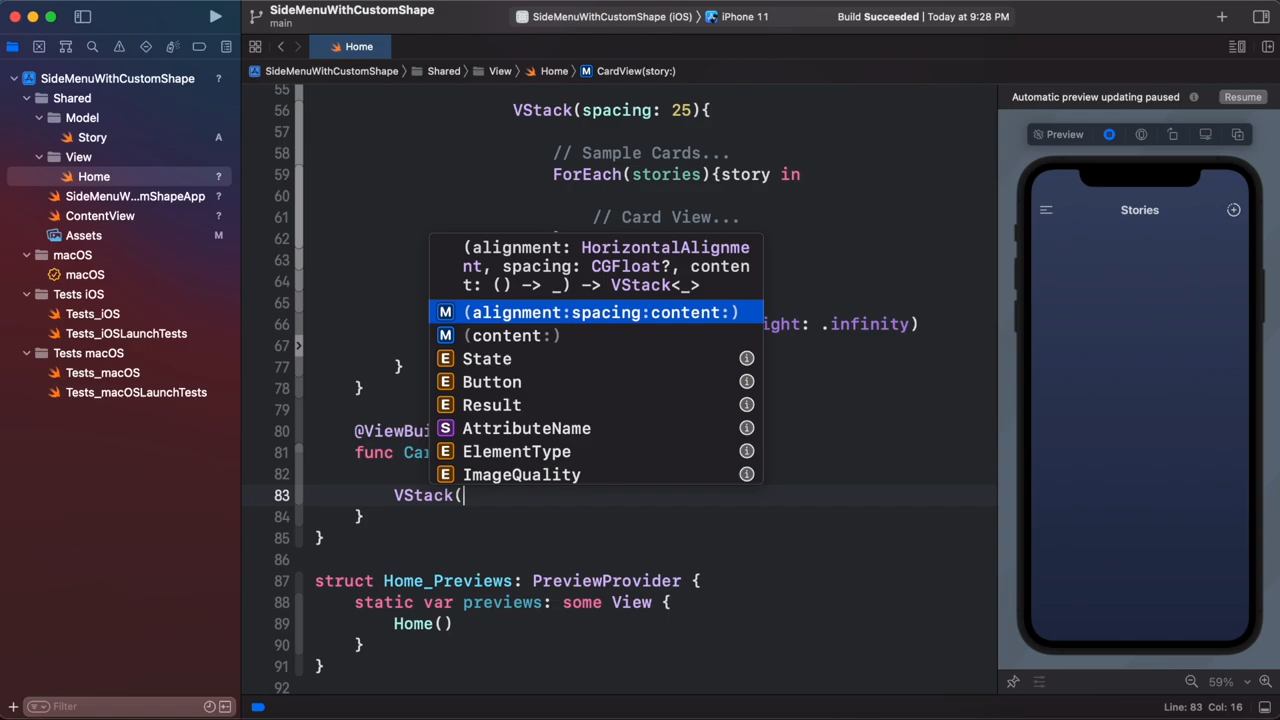 SideMenuWithCustomShape
main
SideMenuWithCustomShape (iOS) › iPhone 11
Build Succeeded | Today at 9:28 PM
Home
SideMenuWithCustomShape › Shared › View › Home › M CardView(story:)
SideMenuWithCustomShape ?
Shared
Model
Story A
View
Home ?
SideMenuW...mShapeApp ?
ContentView ?
Assets M
macOS
macOS
Tests iOS
Tests_iOS
Tests_iOSLaunchTests
Tests macOS
Tests_macOS
Tests_macOSLaunchTests
Filter
55
56 VStack(spacing: 25){
57
58 // Sample Cards...
59 ForEach(stories){story in
60
61 // Card View...
62
63
64
65
66 ight: .infinity)
67
77 }
78 }
79
80 @ViewBui
81 func Car
82
83 VStack(
84 }
85 }
86
87 struct Home_Previews: PreviewProvider {
88 static var previews: some View {
89 Home()
90 }
91 }
92
(alignment: HorizontalAlignme
nt, spacing: CGFloat?, conten
t: () -> _) -> VStack<_>
M (alignment:spacing:content:)
M (content:)
E State
E Button
E Result
S AttributeName
E ElementType
E ImageQuality
Automatic preview updating paused
Resume
Preview
Stories
59%
Line: 83 Col: 16